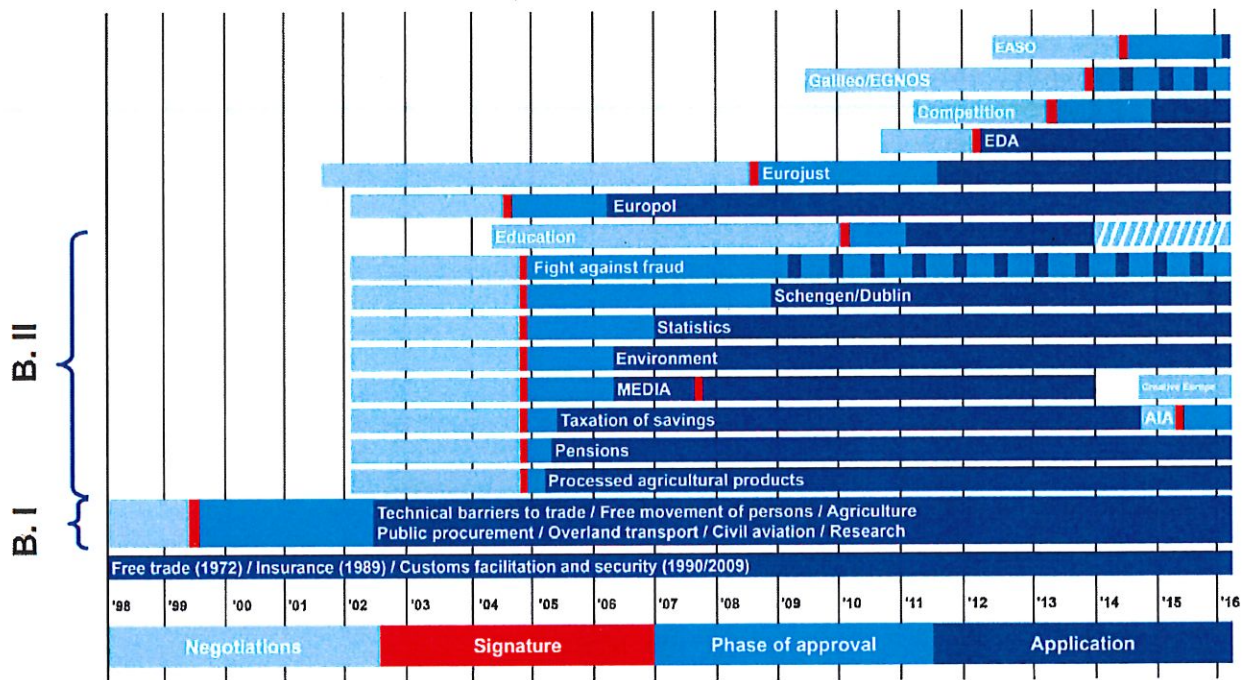 EASO
Galileo/EGNOS
Competition
EDA
Eurojust
Europol
Education
Fight against fraud
Schengen/Dublin
Statistics
Environment
MEDIA
Creative Europe
Taxation of savings
AIA
Pensions
Processed agricultural products
B. II
Technical barriers to trade / Free movement of persons / Agriculture
Public procurement / Overland transport / Civil aviation / Research
B. I
Free trade (1972) / Insurance (1989) / Customs facilitation and security (1990/2009)
'98 '99 '00 '01 '02 '03 '04 '05 '06 '07 '08 '09 '10 '11 '12 '13 '14 '15 '16
Negotiations Signature Phase of approval Application